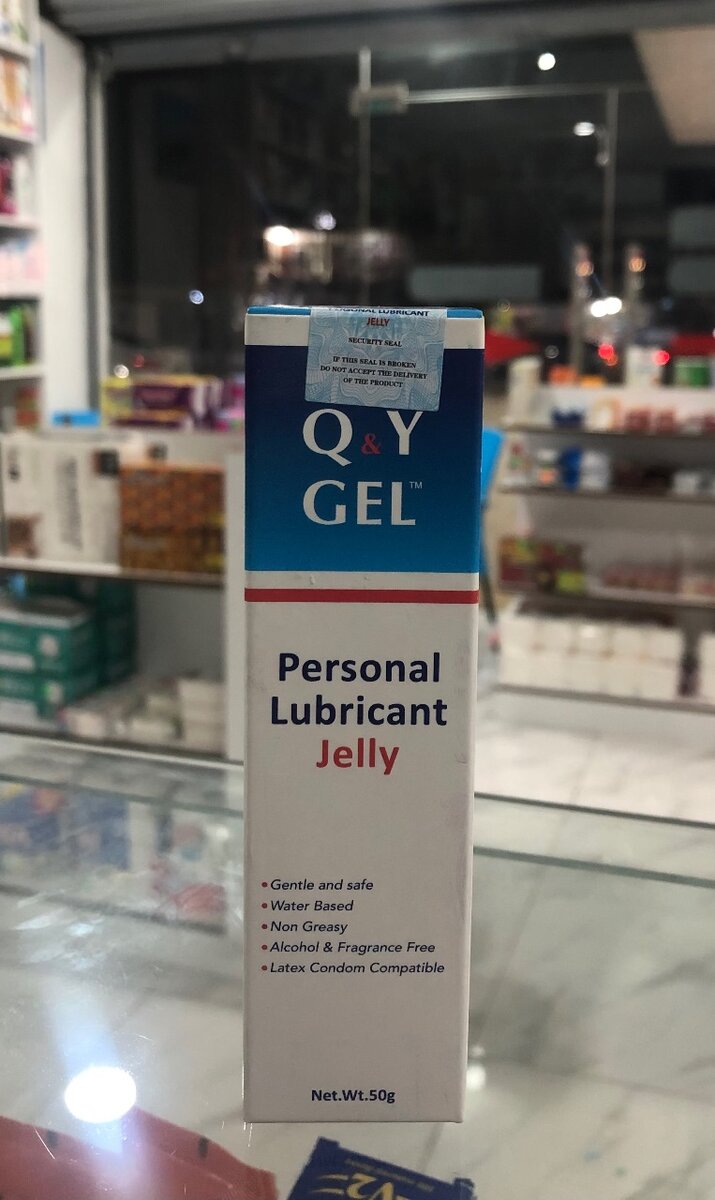 PERSONAL LUBRICANT
JELLY
SECURITY SEAL
IF THIS SEAL IS BROKEN
DO NOT ACCEPT THE DELIVERY
OF THE PRODUCT
Q & Y
GEL™
Personal
Lubricant
Jelly
•Gentle and safe
•Water Based
•Non Greasy
•Alcohol & Fragrance Free
•Latex Condom Compatible
Net.Wt.50g